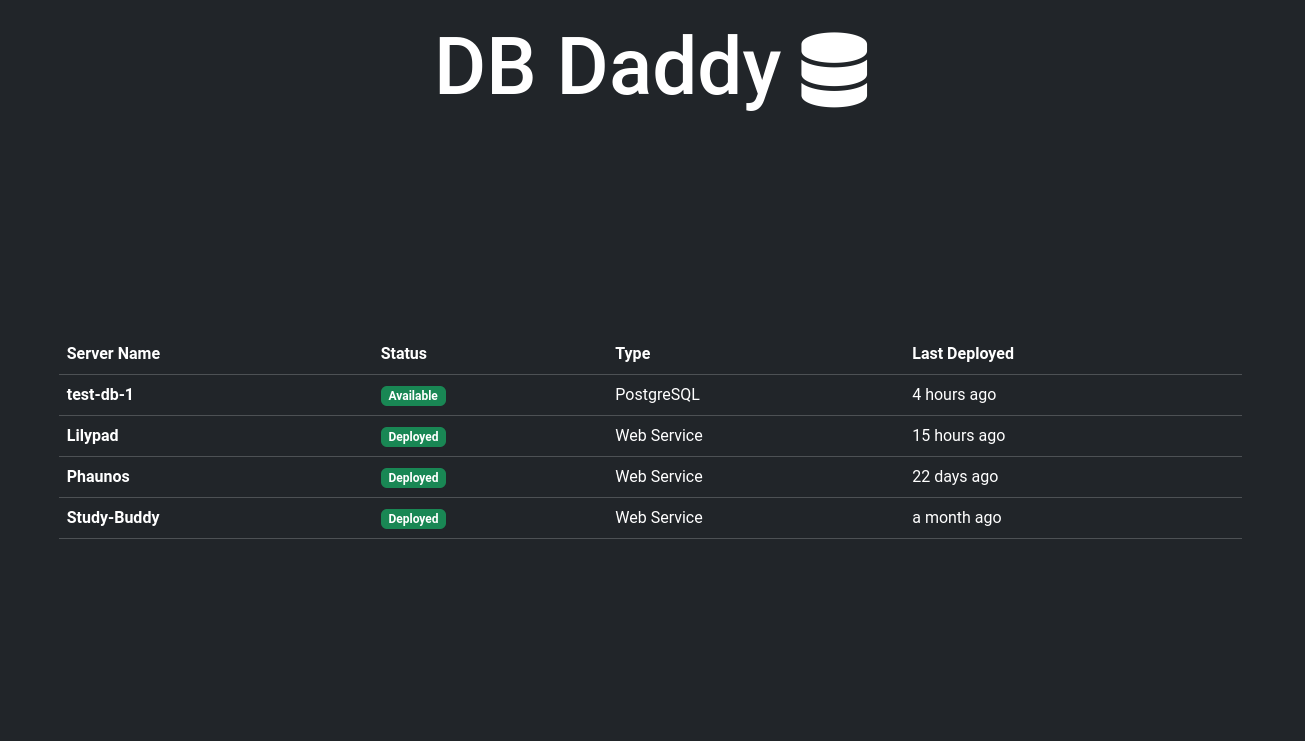 DB Daddy
Server Name Status Type Last Deployed
test-db-1 Available PostgreSQL 4 hours ago
Lilypad Deployed Web Service 15 hours ago
Phaunos Deployed Web Service 22 days ago
Study-Buddy Deployed Web Service a month ago